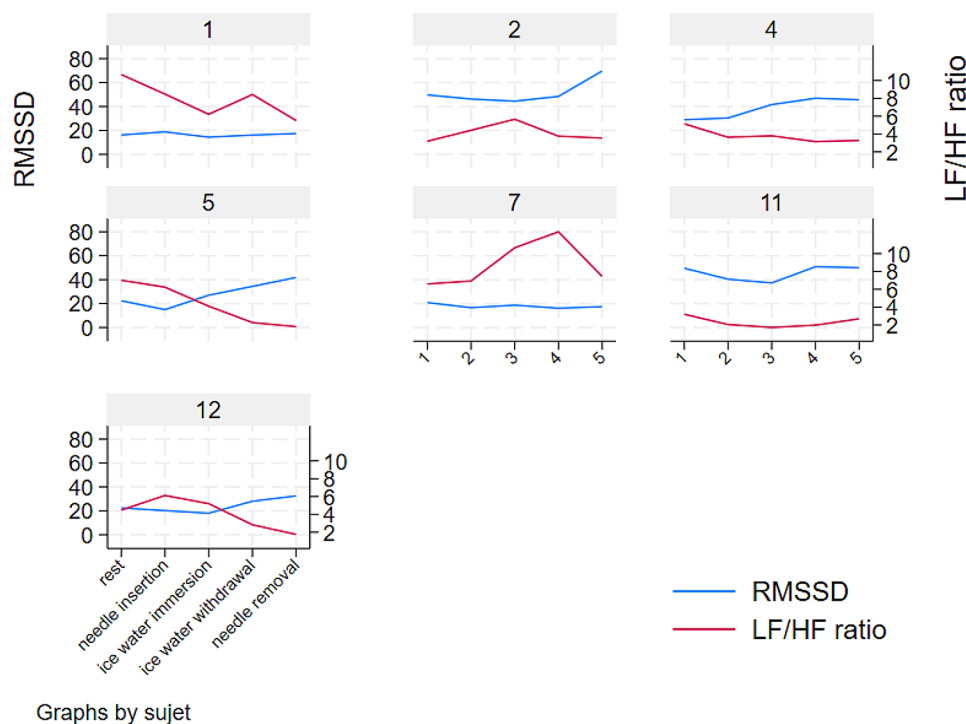 1 2 4
80 60 40 20 0
RMSSD
10 8 6 4 2
LF/HF ratio
5 7 11
80 60 40 20 0
1 2 3 4 5
1 2 3 4 5
10 8 6 4 2
12
80 60 40 20 0
10 8 6 4 2
rest
needle insertion
ice water immersion
ice water withdrawal
needle removal
RMSSD
LF/HF ratio
Graphs by sujet